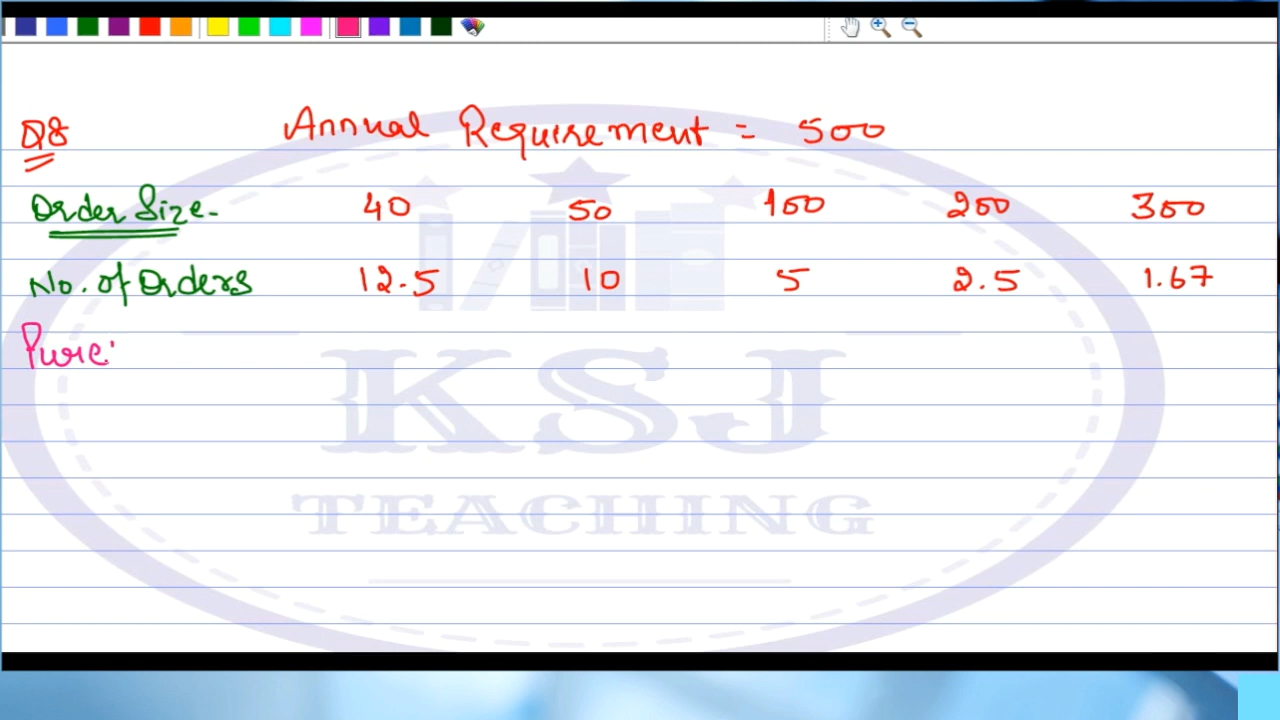 Q8 Annual Requirement = 500
Order Size- 40 50 100 200 300
No. of Orders 12.5 10 5 2.5 1.67
Purc
KSJ
TEACHING